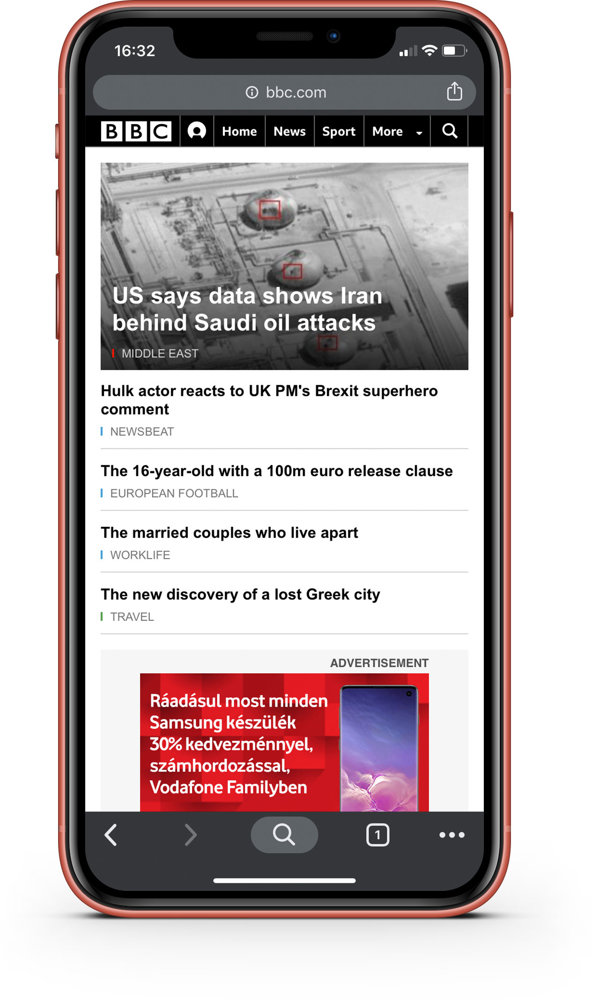 16:32
bbc.com
BBC Home News Sport More
US says data shows Iran
behind Saudi oil attacks
MIDDLE EAST
Hulk actor reacts to UK PM's Brexit superhero
comment
NEWSBEAT
The 16-year-old with a 100m euro release clause
EUROPEAN FOOTBALL
The married couples who live apart
WORKLIFE
The new discovery of a lost Greek city
TRAVEL
ADVERTISEMENT
Ráadásul most minden
Samsung készülék
30% kedvezménnyel,
számhordozással,
Vodafone Familyben
1